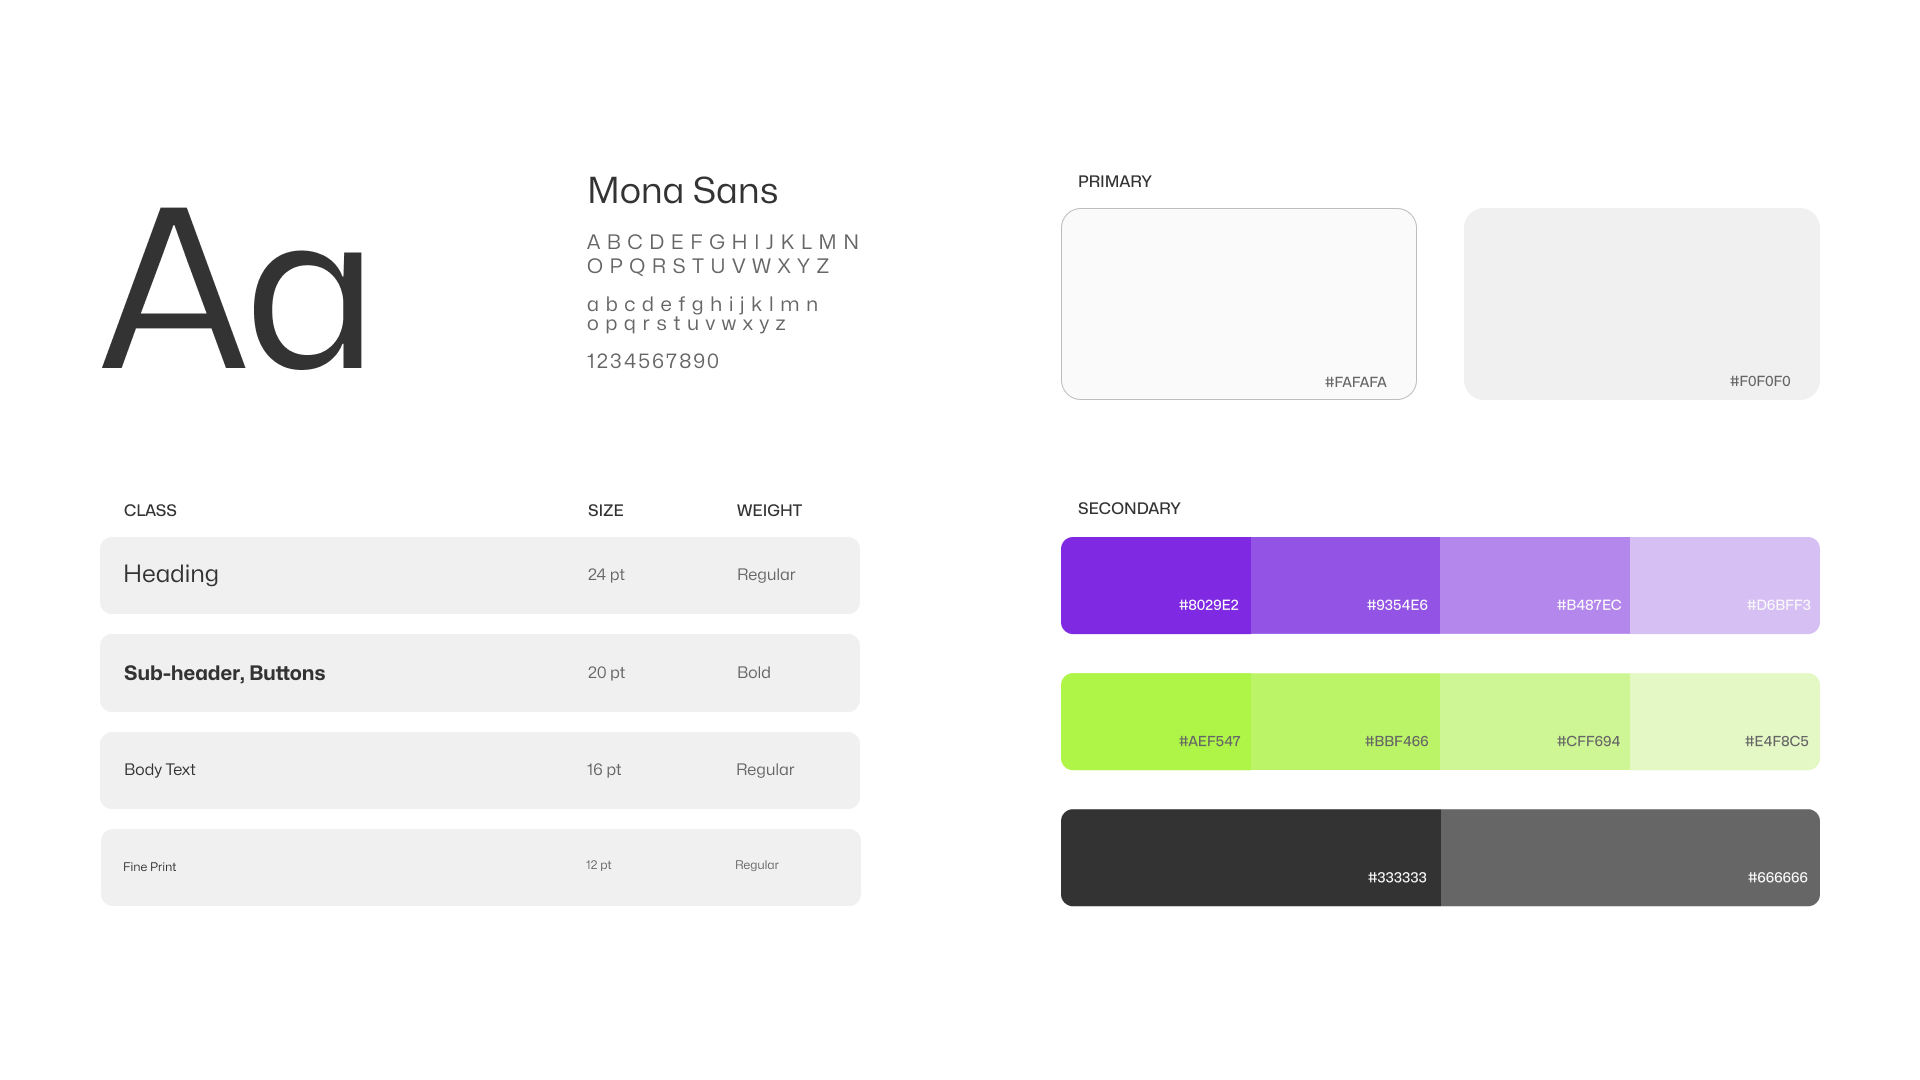 Aa
Mona Sans
A B C D E F G H I J K L M N
O P Q R S T U V W X Y Z
a b c d e f g h i j k l m n
o p q r s t u v w x y z
1234567890
PRIMARY
#FAFAFA
#F0F0F0
CLASS SIZE WEIGHT
Heading 24 pt Regular
Sub-header, Buttons 20 pt Bold
Body Text 16 pt Regular
Fine Print 12 pt Regular
SECONDARY
#8029E2 #9354E6 #B487EC #D6BFF3
#AEF547 #BBF466 #CFF694 #E4F8C5
#333333 #666666